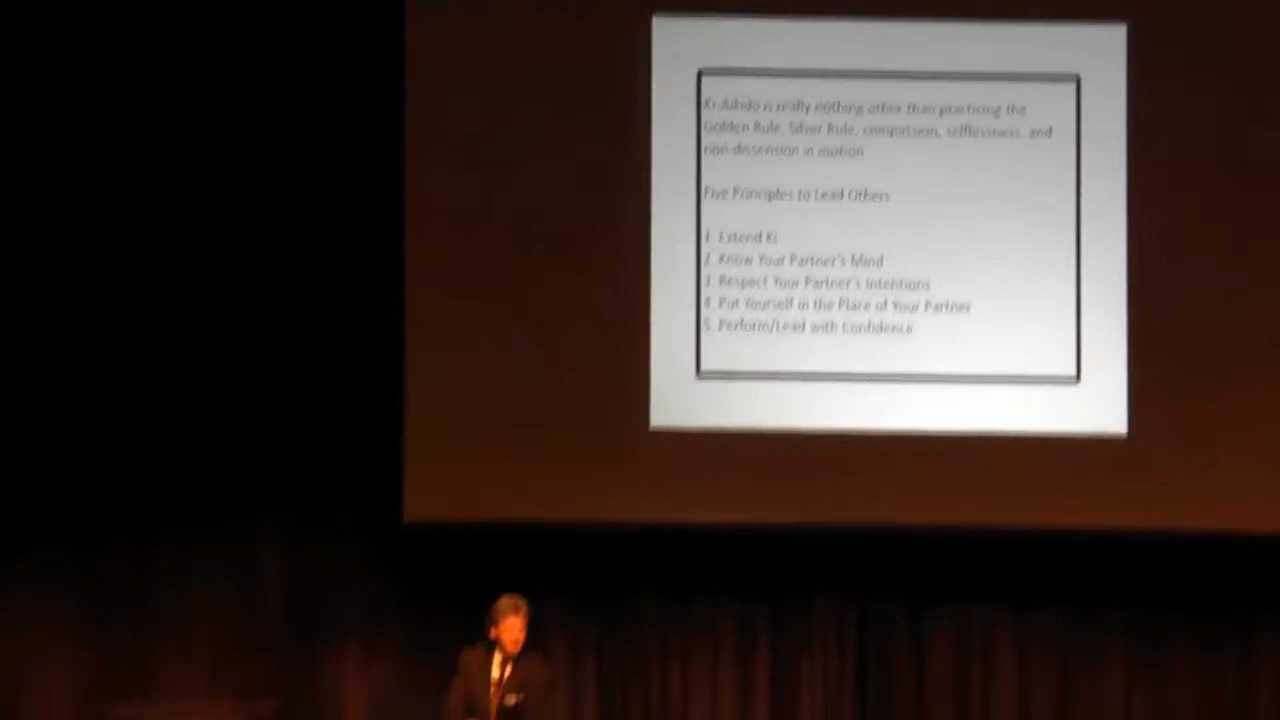 Ki-Aikido is really nothing other than practicing the
Golden Rule, Silver Rule, compassion, selflessness, and
non-dissension in motion
Five Principles to Lead Others
1. Extend Ki
2. Know Your Partner's Mind
3. Respect Your Partner's Intentions
4. Put Yourself in the Place of Your Partner
5. Perform/Lead with Confidence